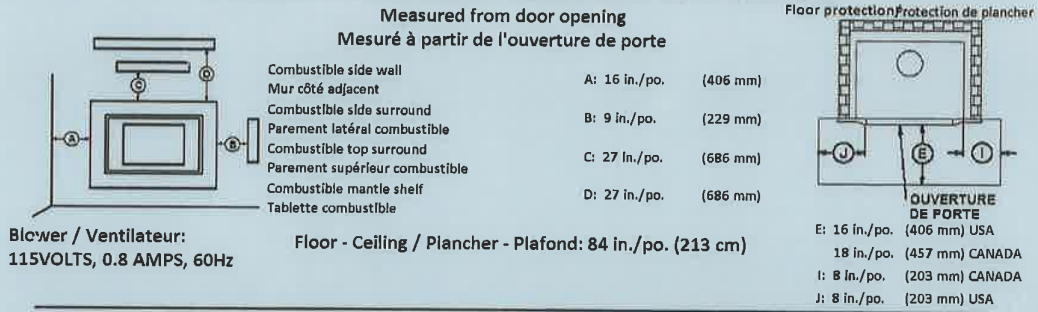 Measured from door opening
Mesuré à partir de l'ouverture de porte
Combustible side wall
Mur côté adjacent
A: 16 in./po. (406 mm)
Combustible side surround
Parement latéral combustible
B: 9 in./po. (229 mm)
Combustible top surround
Parement supérieur combustible
C: 27 in./po. (686 mm)
Combustible mantle shelf
Tablette combustible
D: 27 in./po. (686 mm)
A
B
C
D
Blower / Ventilateur:
115VOLTS, 0.8 AMPS, 60Hz
Floor - Ceiling / Plancher - Plafond: 84 in./po. (213 cm)
Floor protection/Protection de plancher
J
E
I
OUVERTURE
DE PORTE
E: 16 in./po. (406 mm) USA
18 in./po. (457 mm) CANADA
I: 8 in./po. (203 mm) CANADA
J: 8 in./po. (203 mm) USA